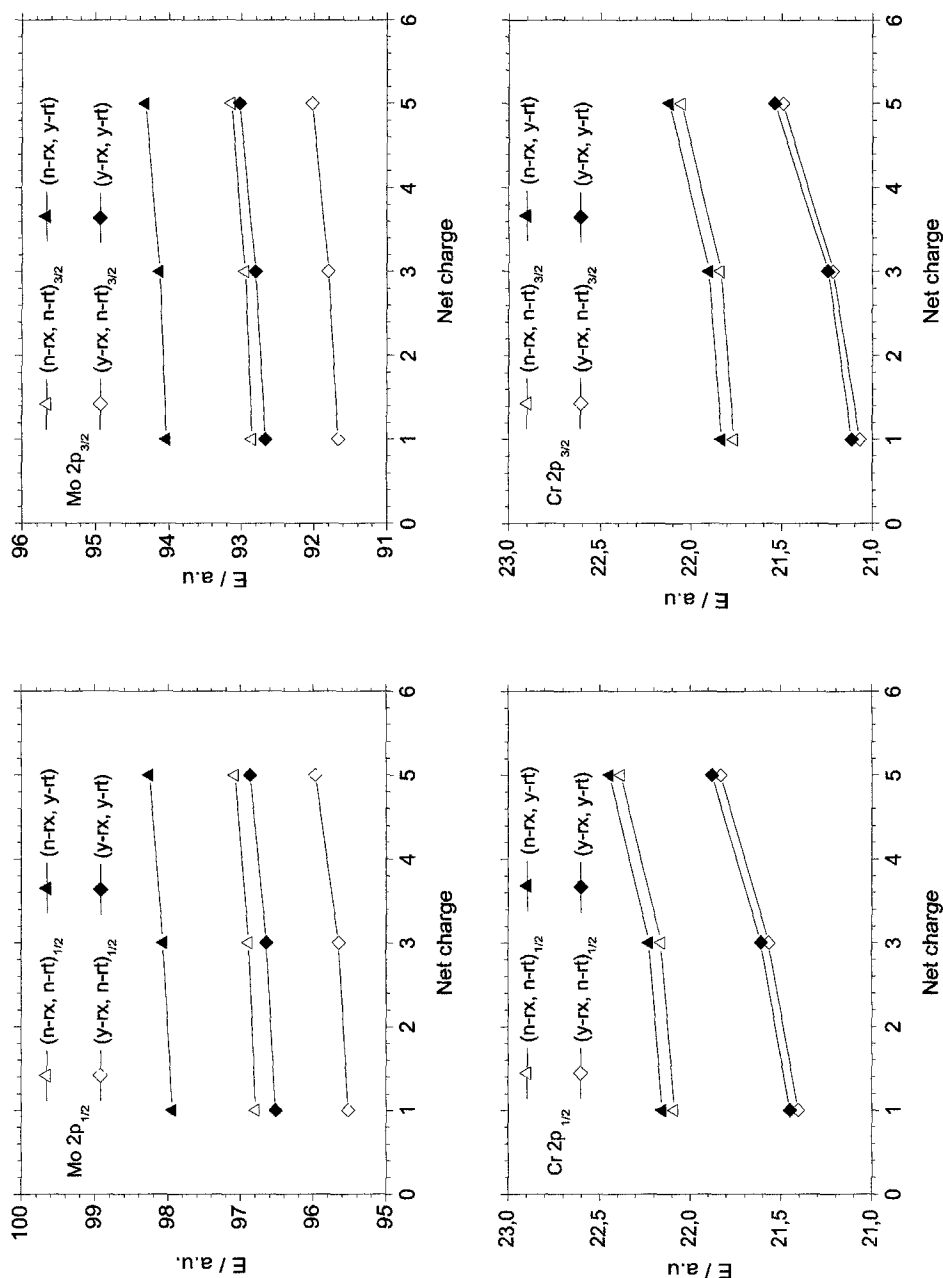 100
99
98
97
96
95
E / a.u.
(n-rx, n-rt)1/2 (n-rx, y-rt)
(y-rx, n-rt)1/2 (y-rx, y-rt)
Mo 2p1/2
0 1 2 3 4 5 6
Net charge
96
95
94
93
92
91
E / a.u
(n-rx, n-rt)3/2 (n-rx, y-rt)
(y-rx, n-rt)3/2 (y-rx, y-rt)
Mo 2p3/2
0 1 2 3 4 5 6
Net charge
23,0
22,5
22,0
21,5
21,0
E / a.u
(n-rx, n-rt)1/2 (n-rx, y-rt)
(y-rx, n-rt)1/2 (y-rx, y-rt)
Cr 2p1/2
0 1 2 3 4 5 6
Net charge
23,0
22,5
22,0
21,5
21,0
E / a.u
(n-rx, n-rt)3/2 (n-rx, y-rt)
(y-rx, n-rt)3/2 (y-rx, y-rt)
Cr 2p3/2
0 1 2 3 4 5 6
Net charge